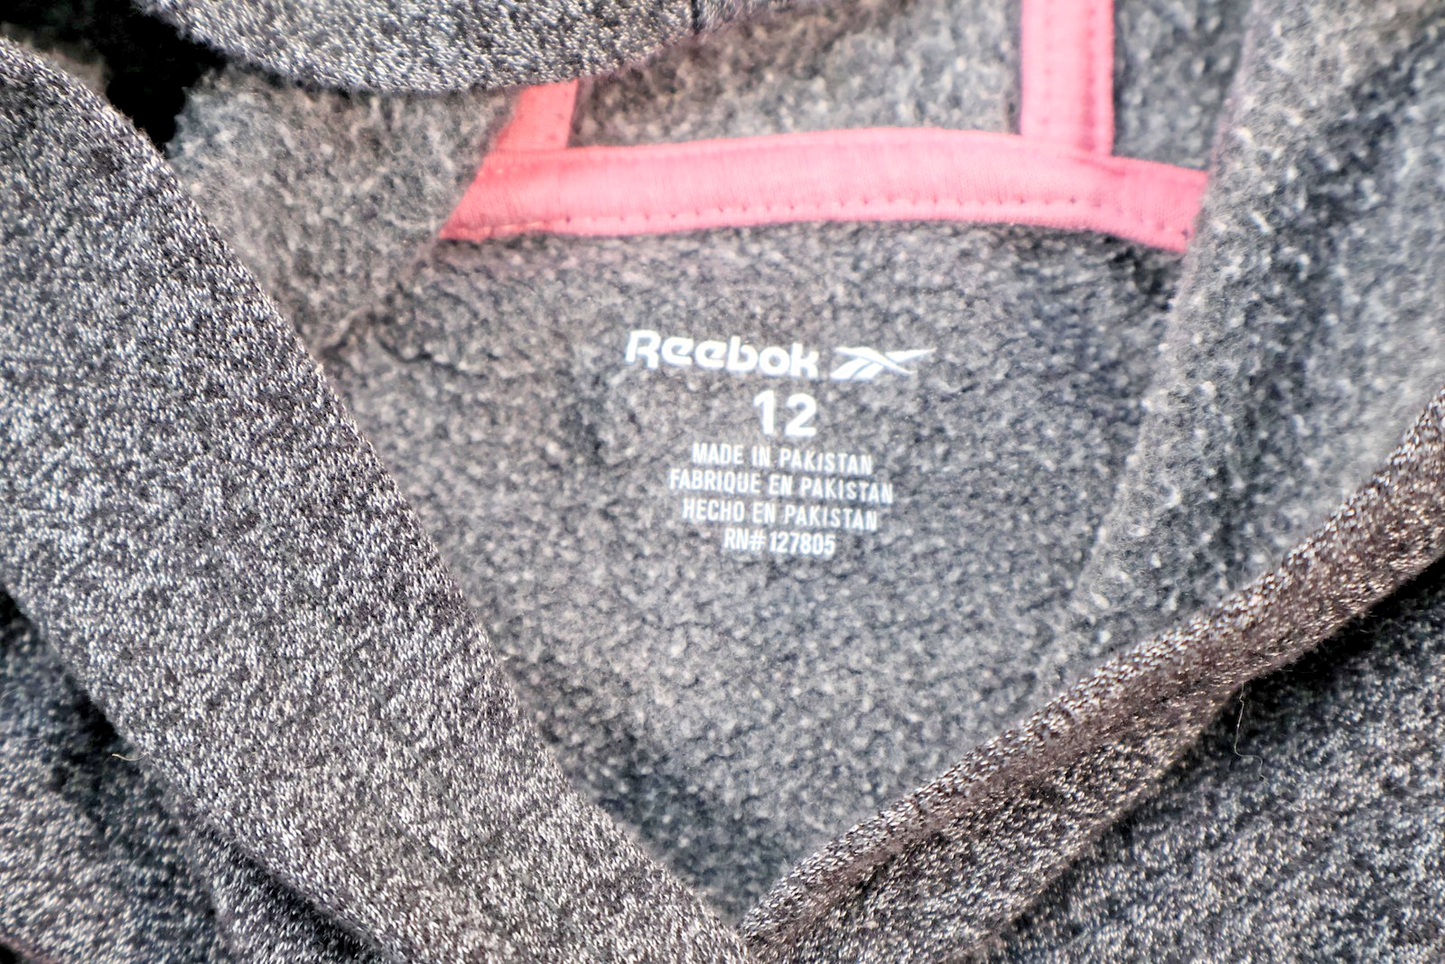 Reebok
12
MADE IN PAKISTAN
FABRIQUE EN PAKISTAN
HECHO EN PAKISTAN
RN# 127805